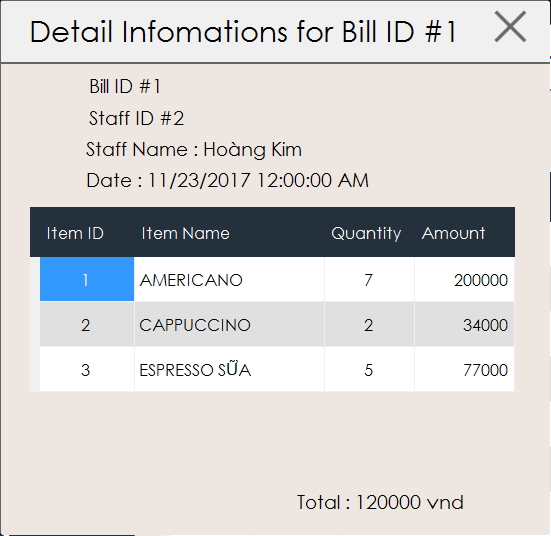 Detail Infomations for Bill ID #1
Bill ID #1
Staff ID #2
Staff Name : Hoàng Kim
Date : 11/23/2017 12:00:00 AM
Item ID Item Name Quantity Amount
1 AMERICANO 7 200000
2 CAPPUCCINO 2 34000
3 ESPRESSO SỮA 5 77000
Total : 120000 vnd